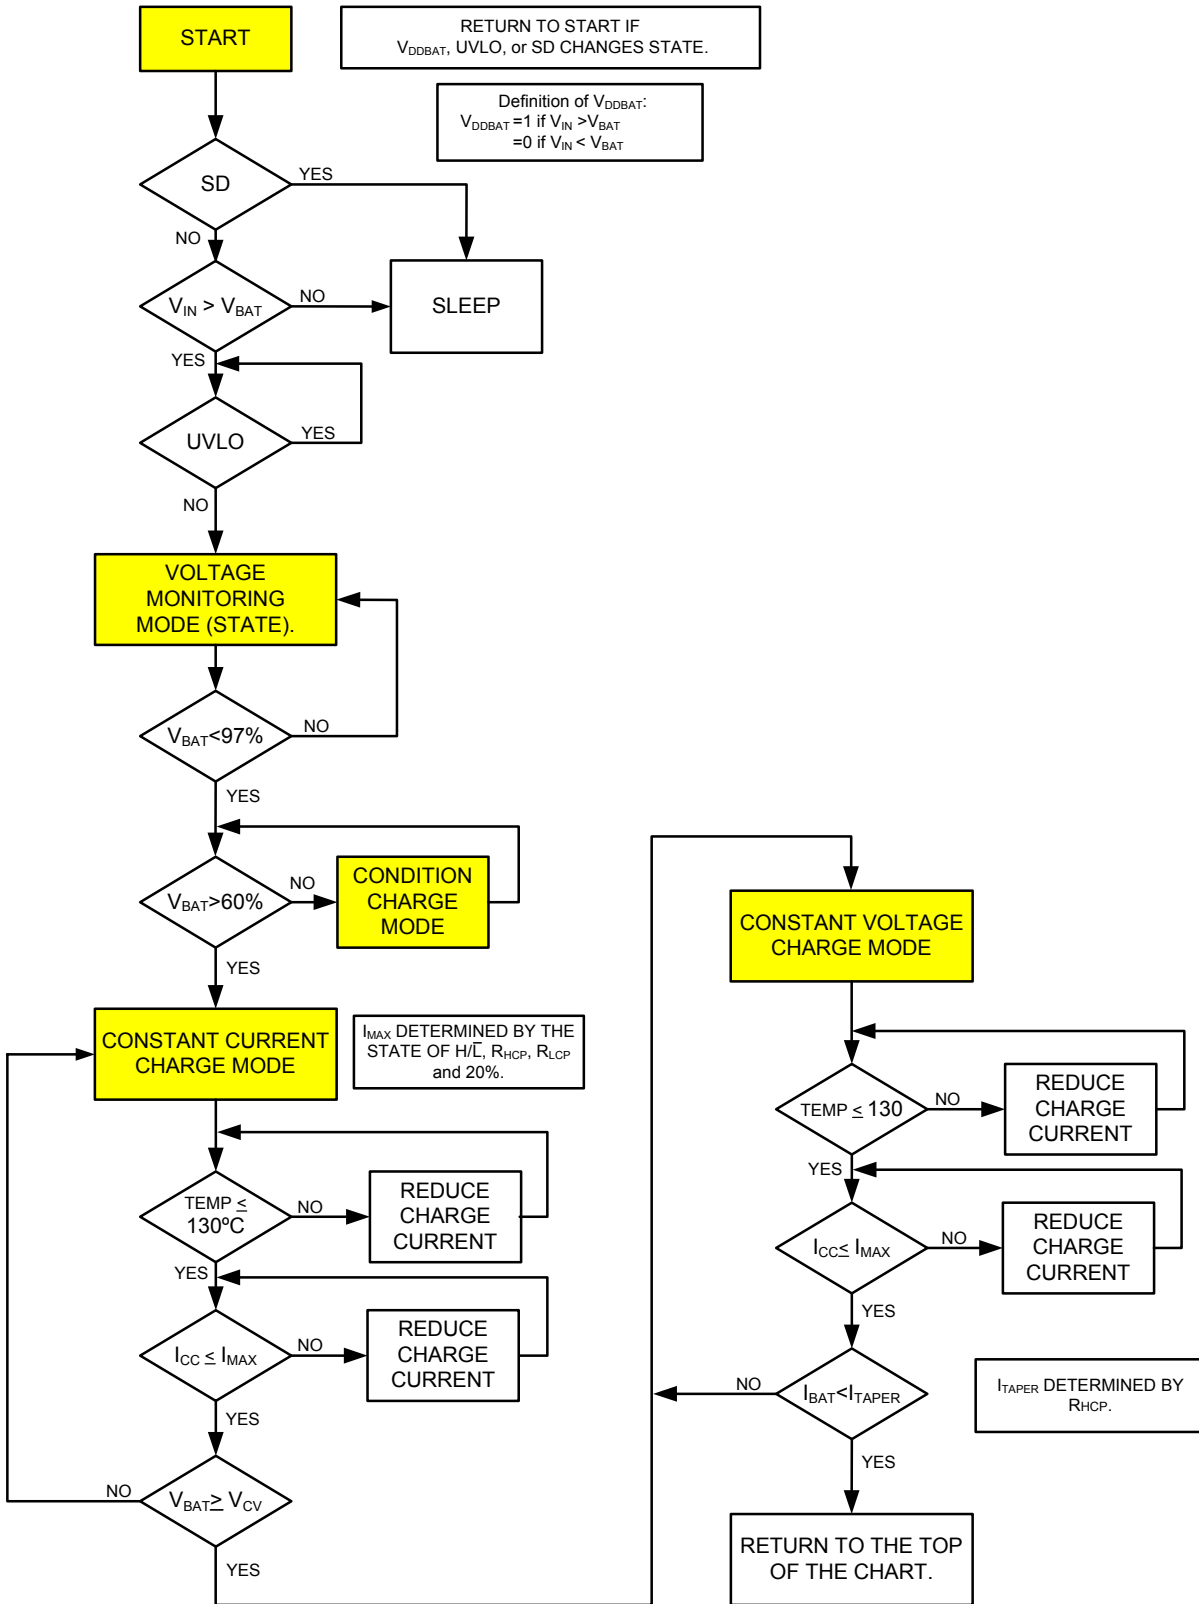 START
RETURN TO START IF
VDDBAT, UVLO, or SD CHANGES STATE.
Definition of VDDBAT:
VDDBAT =1 if VIN >VBAT
=0 if VIN < VBAT
SD
YES
NO
VIN > VBAT
NO
SLEEP
YES
UVLO
YES
NO
VOLTAGE
MONITORING
MODE (STATE).
VBAT<97%
NO
YES
VBAT>60%
NO
CONDITION
CHARGE
MODE
YES
CONSTANT CURRENT
CHARGE MODE
IMAX DETERMINED BY THE
STATE OF H/L̅, RHCP, RLCP
and 20%.
TEMP ≤
130ºC
NO
REDUCE
CHARGE
CURRENT
YES
ICC ≤ IMAX
NO
REDUCE
CHARGE
CURRENT
YES
VBAT ≥ VCV
NO
YES
CONSTANT VOLTAGE
CHARGE MODE
TEMP ≤ 130
NO
REDUCE
CHARGE
CURRENT
YES
ICC ≤ IMAX
NO
REDUCE
CHARGE
CURRENT
YES
IBAT<ITAPER
NO
ITAPER DETERMINED BY
RHCP.
YES
RETURN TO THE TOP
OF THE CHART.